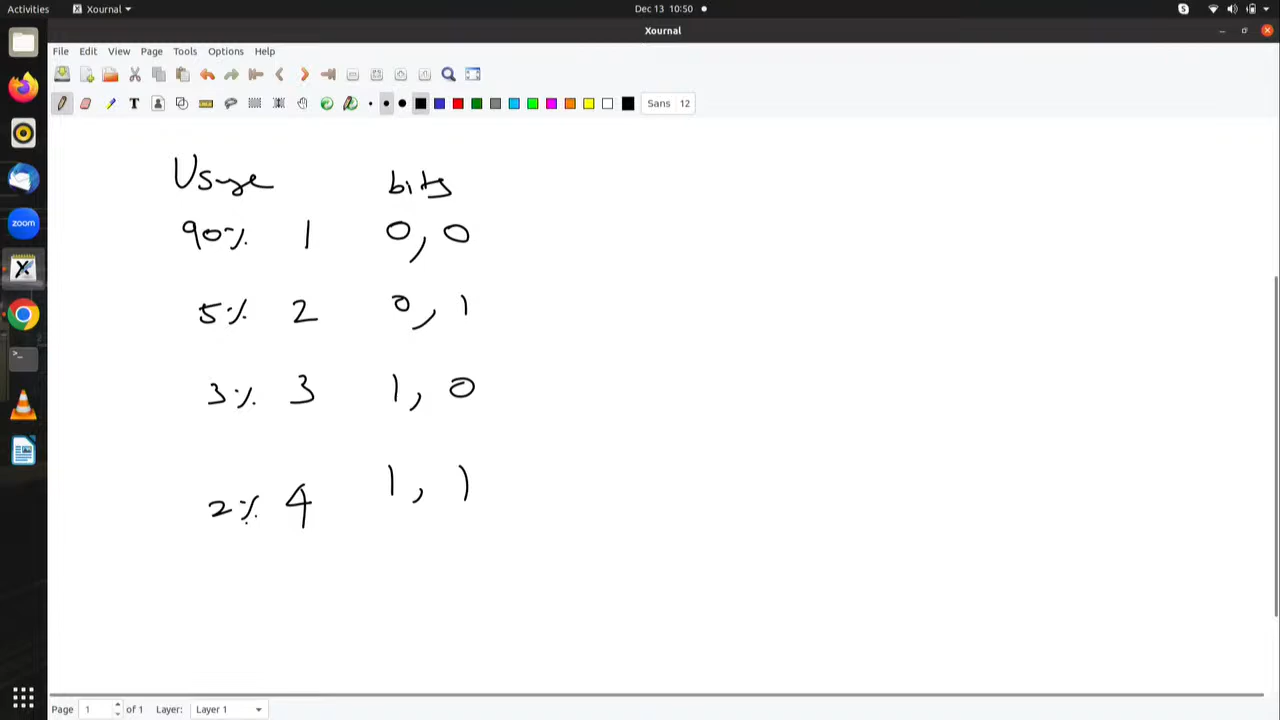 Activities Xournal Dec 13 10:50
Xournal
File Edit View Page Tools Options Help
T Sans 12
Usage bits
90% 1 0, 0
5% 2 0, 1
3% 3 1, 0
2% 4 1, 1
zoom
Page 1 of 1 Layer: Layer 1